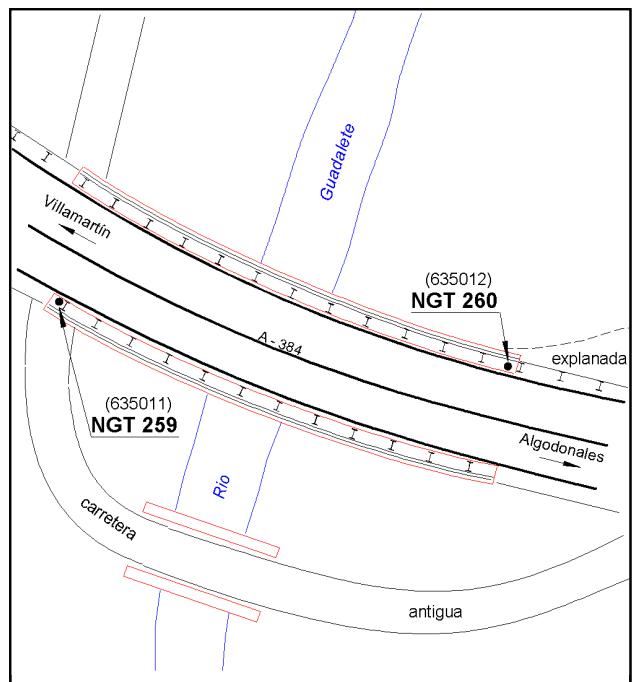 Guadalete
Villamartín
(635012)
NGT 260
A - 384
explanada
(635011)
NGT 259
Algodonales
Rio
carretera
antigua